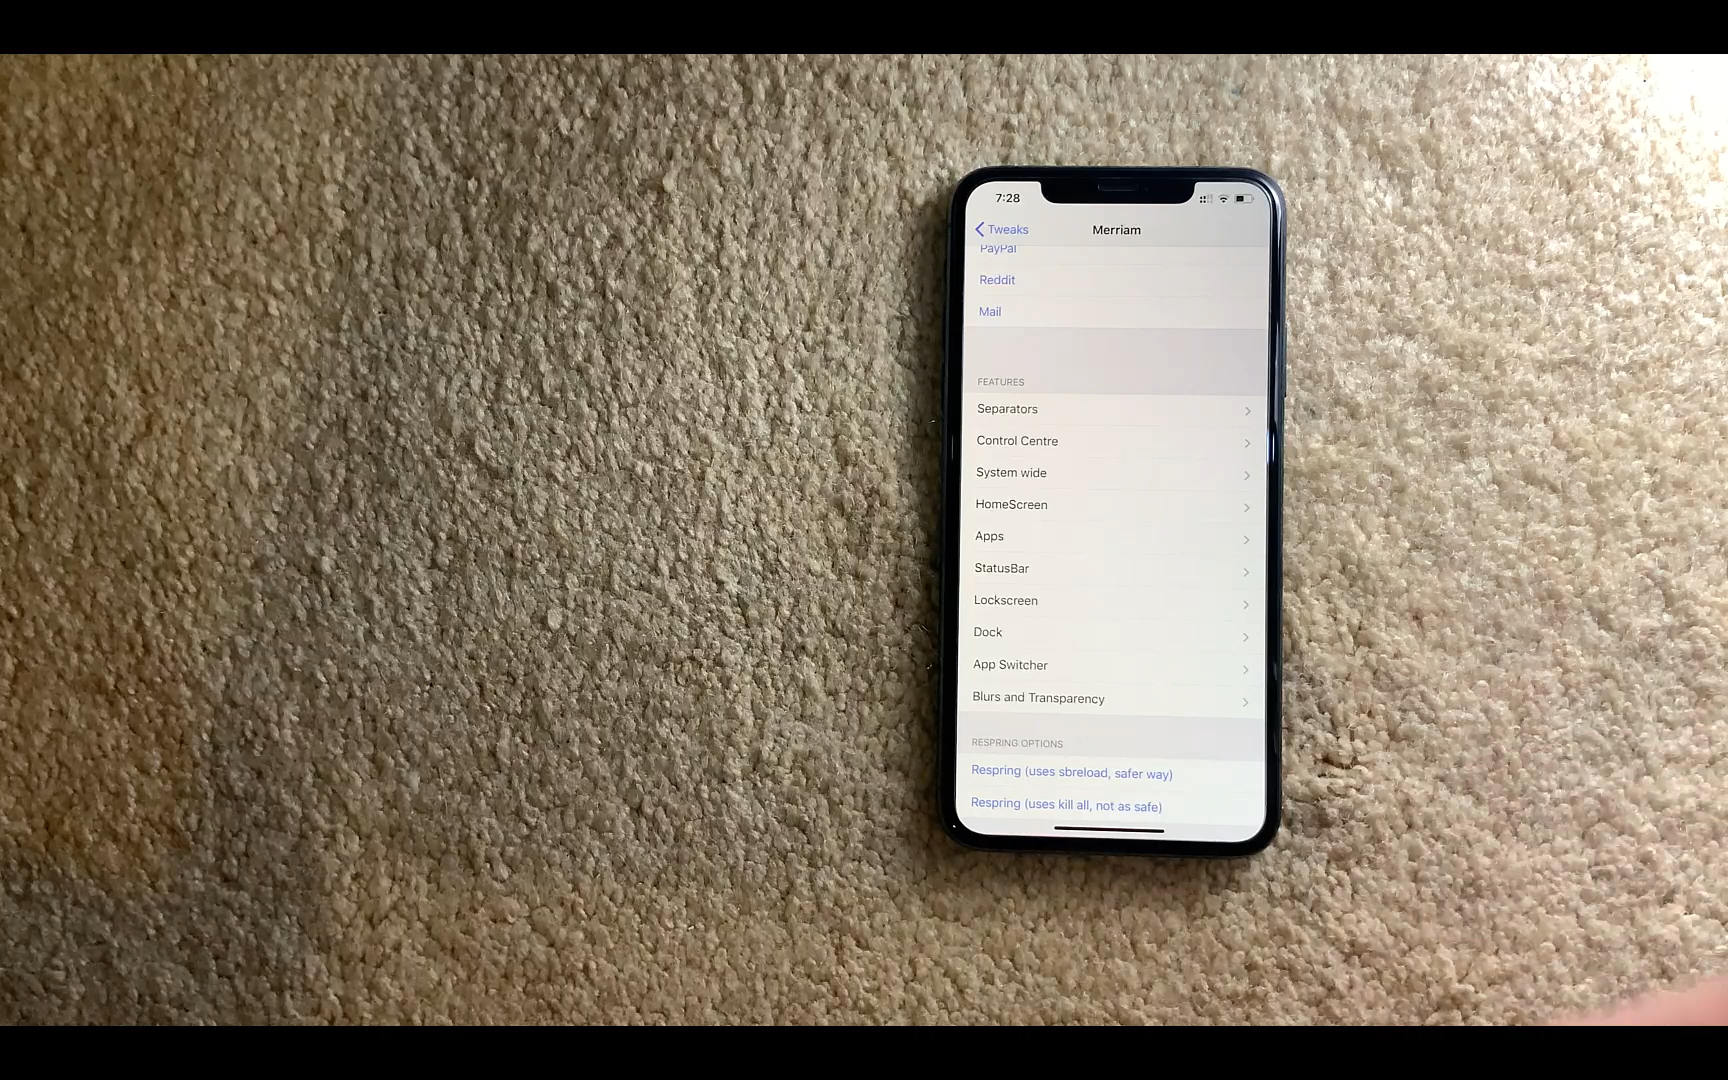 7:28
Tweaks
Merriam
PayPal
Reddit
Mail
FEATURES
Separators
Control Centre
System wide
HomeScreen
Apps
StatusBar
Lockscreen
Dock
App Switcher
Blurs and Transparency
RESPRING OPTIONS
Respring (uses sbreload, safer way)
Respring (uses kill all, not as safe)